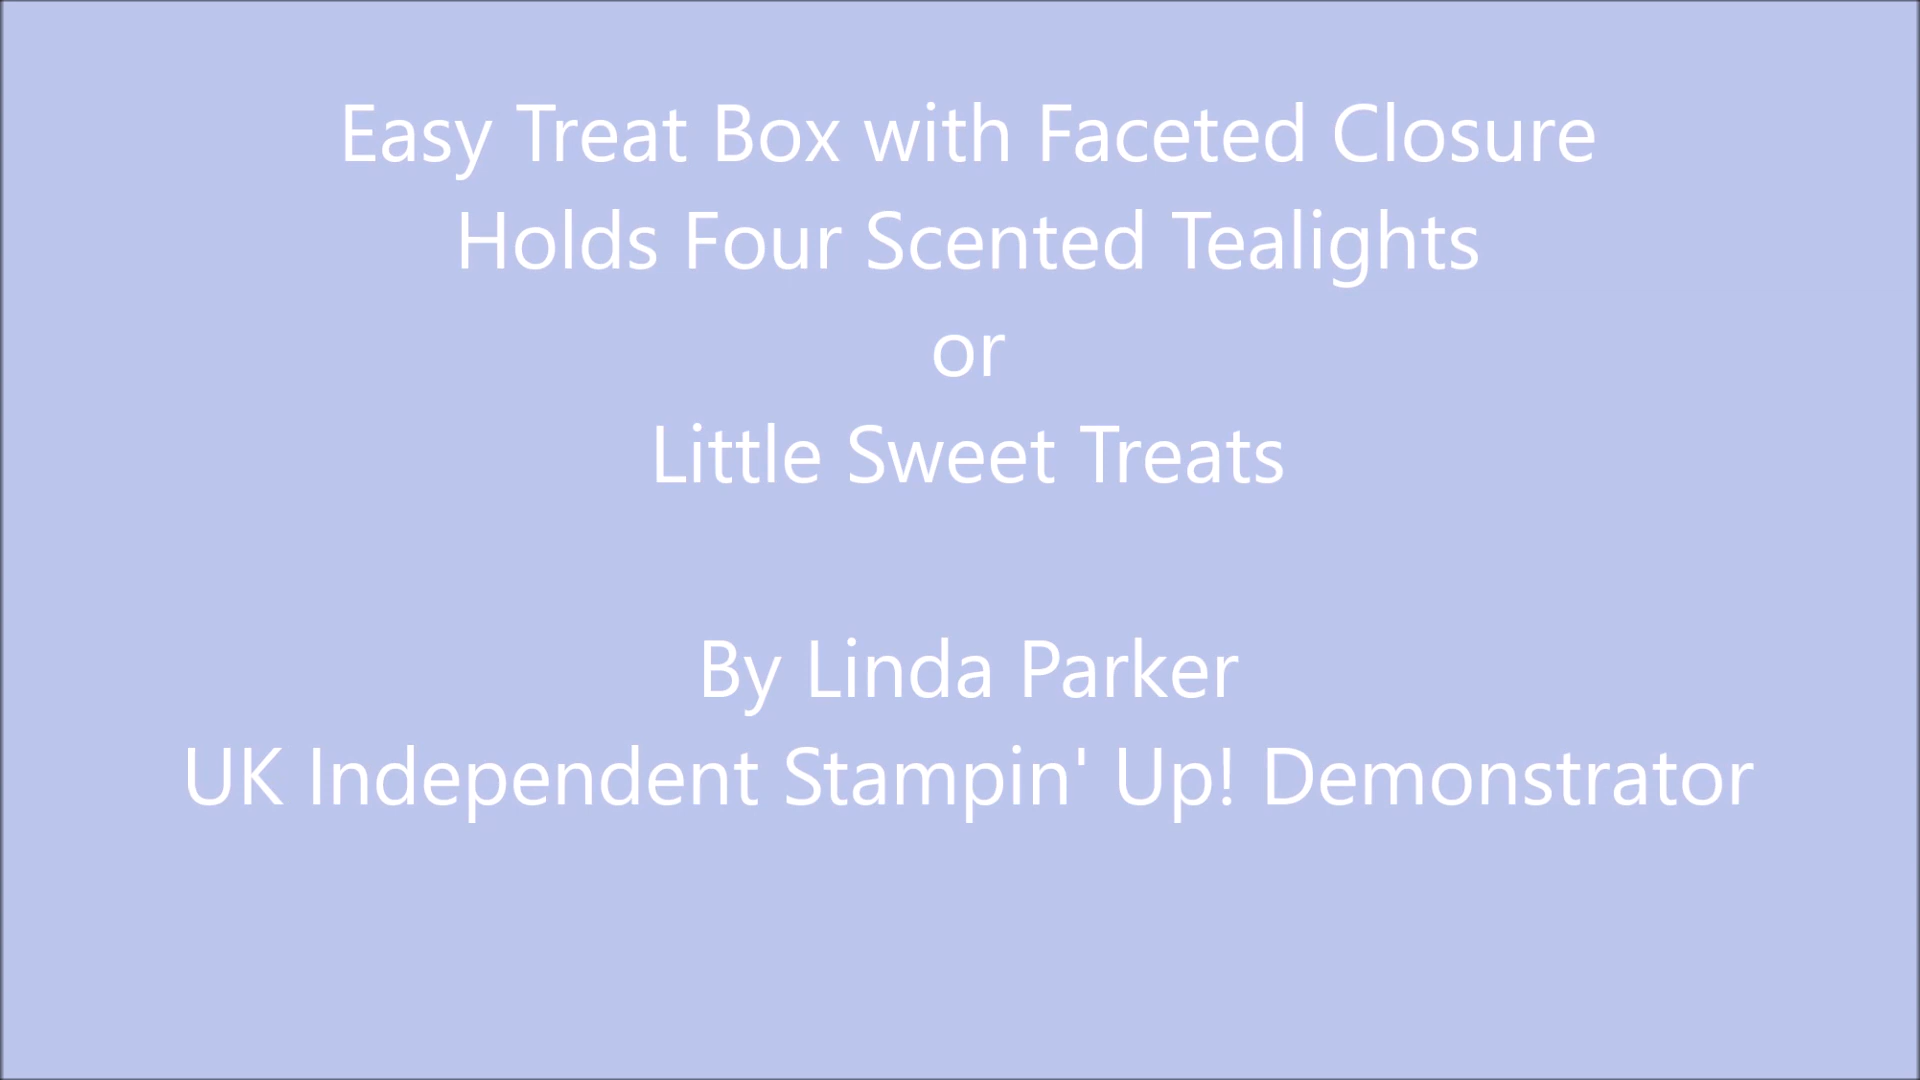 Easy Treat Box with Faceted Closure
Holds Four Scented Tealights
or
Little Sweet Treats
By Linda Parker
UK Independent Stampin' Up! Demonstrator